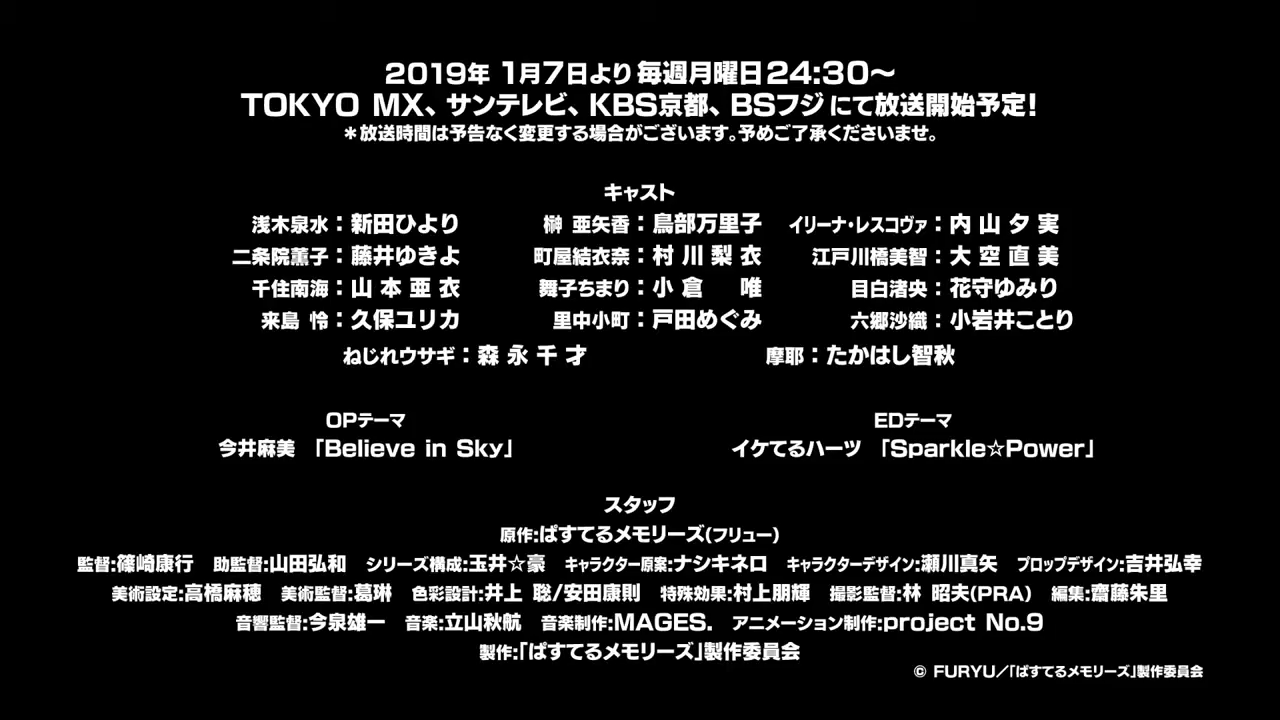 2019年 1月7日より 毎週月曜日24:30～
TOKYO MX、サンテレビ、KBS京都、BSフジ にて放送開始予定!
＊放送時間は予告なく変更する場合がございます。予めご了承くださいませ。
キャスト
浅木泉水：新田ひより 榊 亜矢香：鳥部万里子 イリーナ・レスコヴァ：内山夕実
二条院薫子：藤井ゆきよ 町屋結衣奈：村川梨衣 江戸川橋美智：大空直美
千住南海：山本亜衣 舞子ちまり：小倉 唯 目白渚央：花守ゆみり
来島 怜：久保ユリカ 里中小町：戸田めぐみ 六郷沙織：小岩井ことり
ねじれウサギ：森永千才 摩耶：たかはし智秋
OPテーマ EDテーマ
今井麻美 「Believe in Sky」 イケてるハーツ 「Sparkle☆Power」
スタッフ
原作:ぱすてるメモリーズ(フリュー)
監督:篠崎康行 助監督:山田弘和 シリーズ構成:玉井☆豪 キャラクター原案:ナシキネロ キャラクターデザイン:瀬川真矢 プロップデザイン:吉井弘幸
美術設定:高橋麻穂 美術監督:葛琳 色彩設計:井上 聡/安田康則 特殊効果:村上朋輝 撮影監督:林 昭夫(PRA) 編集:齋藤朱里
音響監督:今泉雄一 音楽:立山秋航 音楽制作:MAGES. アニメーション制作:project No.9
製作:「ぱすてるメモリーズ」製作委員会
© FURYU／「ぱすてるメモリーズ」製作委員会